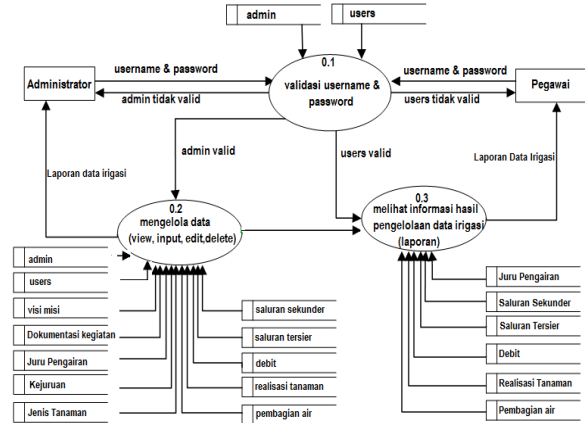 admin
users
0.1
validasi username &
password
Administrator
username & password
admin tidak valid
username & password
users tidak valid
Pegawai
admin valid
users valid
Laporan data irigasi
Laporan Data Irigasi
0.2
mengelola data
(view, input, edit,delete)
0.3
melihat informasi hasil
pengelolaan data irigasi
(laporan)
admin
users
visi misi
Dokumentasi kegiatan
Juru Pengairan
Kejuruan
Jenis Tanaman
saluran sekunder
saluran tersier
debit
realisasi tanaman
pembagian air
Juru Pengairan
Saluran Sekunder
Saluran Tersier
Debit
Realisasi Tanaman
Pembagian air